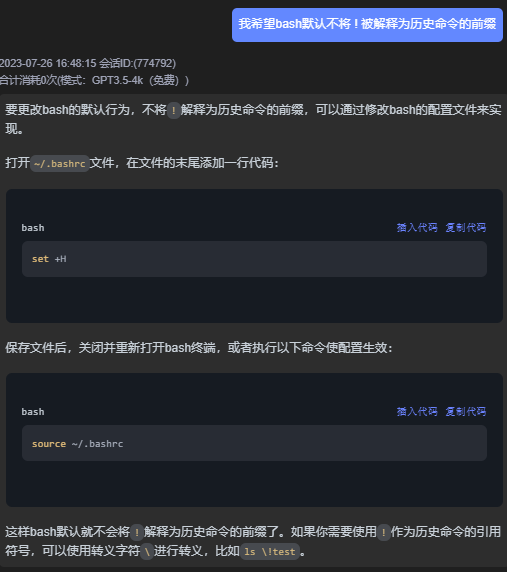 我希望bash默认不将 ! 被解释为历史命令的前缀
2023-07-26 16:48:15 会话ID:(774792)
合计消耗0次(模式：GPT3.5-4k（免费）)
要更改bash的默认行为，不将 ! 解释为历史命令的前缀，可以通过修改bash的配置文件来实
现。
打开 ~/.bashrc 文件，在文件的末尾添加一行代码：
bash 插入代码 复制代码
set +H
保存文件后，关闭并重新打开bash终端，或者执行以下命令使配置生效：
bash 插入代码 复制代码
source ~/.bashrc
这样bash默认就不会将 ! 解释为历史命令的前缀了。如果你需要使用 ! 作为历史命令的引用
符号，可以使用转义字符 \ 进行转义，比如 ls \!test 。